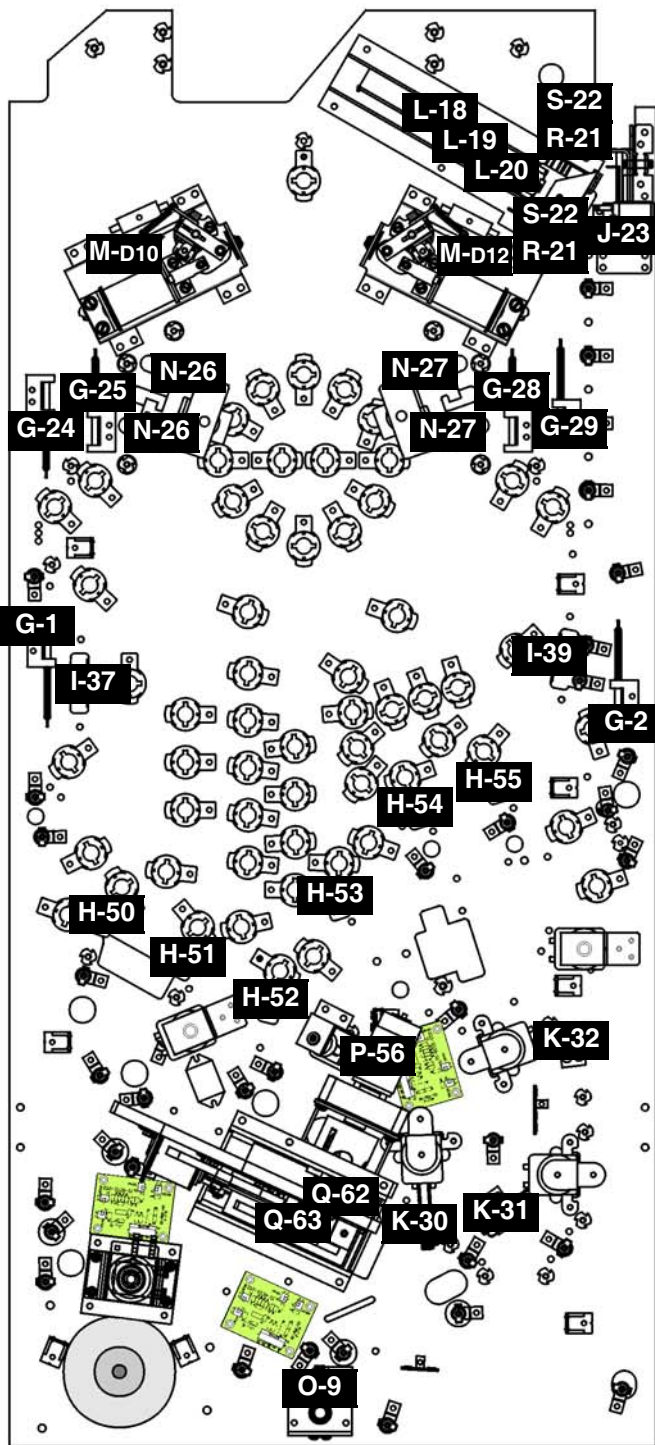 L-18
S-22
L-19
R-21
L-20
S-22
J-23
M-D10
M-D12
R-21
N-26
N-27
G-25
G-28
G-24
N-26
N-27
G-29
G-1
I-37
I-39
G-2
H-55
H-54
H-53
H-50
H-51
H-52
K-32
P-56
Q-62
Q-63
K-30
K-31
O-9